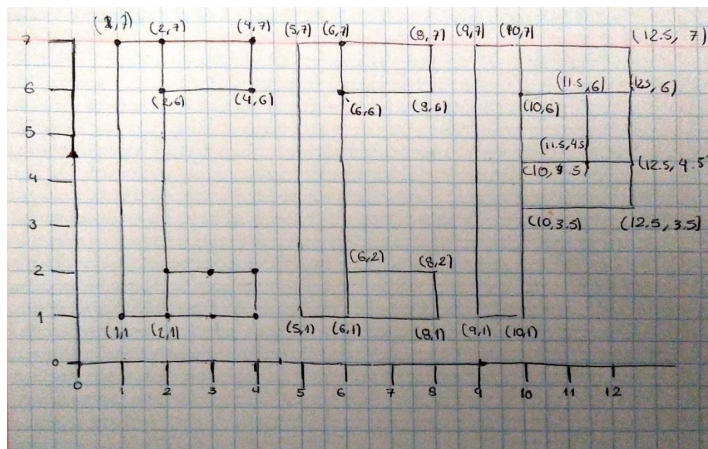 (1,7) (2,7) (4,7) (5,7) (6,7) (8,7) (9,7) (10,7) (12.5, 7)
7
(11.5, 6) (12.5, 6)
6
(2,6) (4,6) (6,6) (8,6) (10,6)
5
(11.5, 4.5)
(10, 4.5) (12.5, 4.5)
4
3
(10,3.5) (12.5, 3.5)
(6,2) (8,2)
2
1
(1,1 (2,1) (5,1) (6,1) (8,1) (9,1) (10,1)
0
0 1 2 3 4 5 6 7 8 9 10 11 12